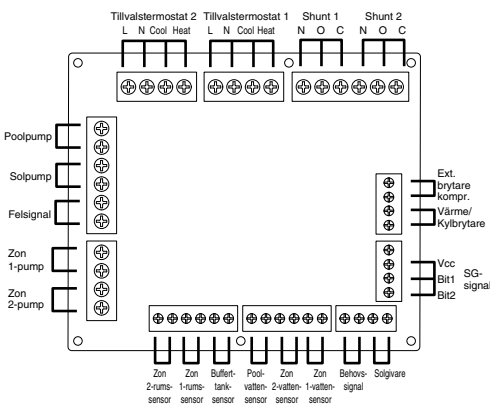 Tillvalstermostat 2 Tillvalstermostat 1 Shunt 1 Shunt 2
L N Cool Heat L N Cool Heat N O C N O C
Poolpump
Solpump
Felsignal
Zon
1-pump
Zon
2-pump
Ext.
brytare
kompr.
Värme/
Kylbrytare
Vcc
Bit1
Bit2
SG-
signal
Zon
2-rums-
sensor
Zon
1-rums-
sensor
Buffert-
tank-
sensor
Pool-
vatten-
sensor
Zon
2-vatten-
sensor
Zon
1-vatten-
sensor
Behovs-
signal
Solgivare